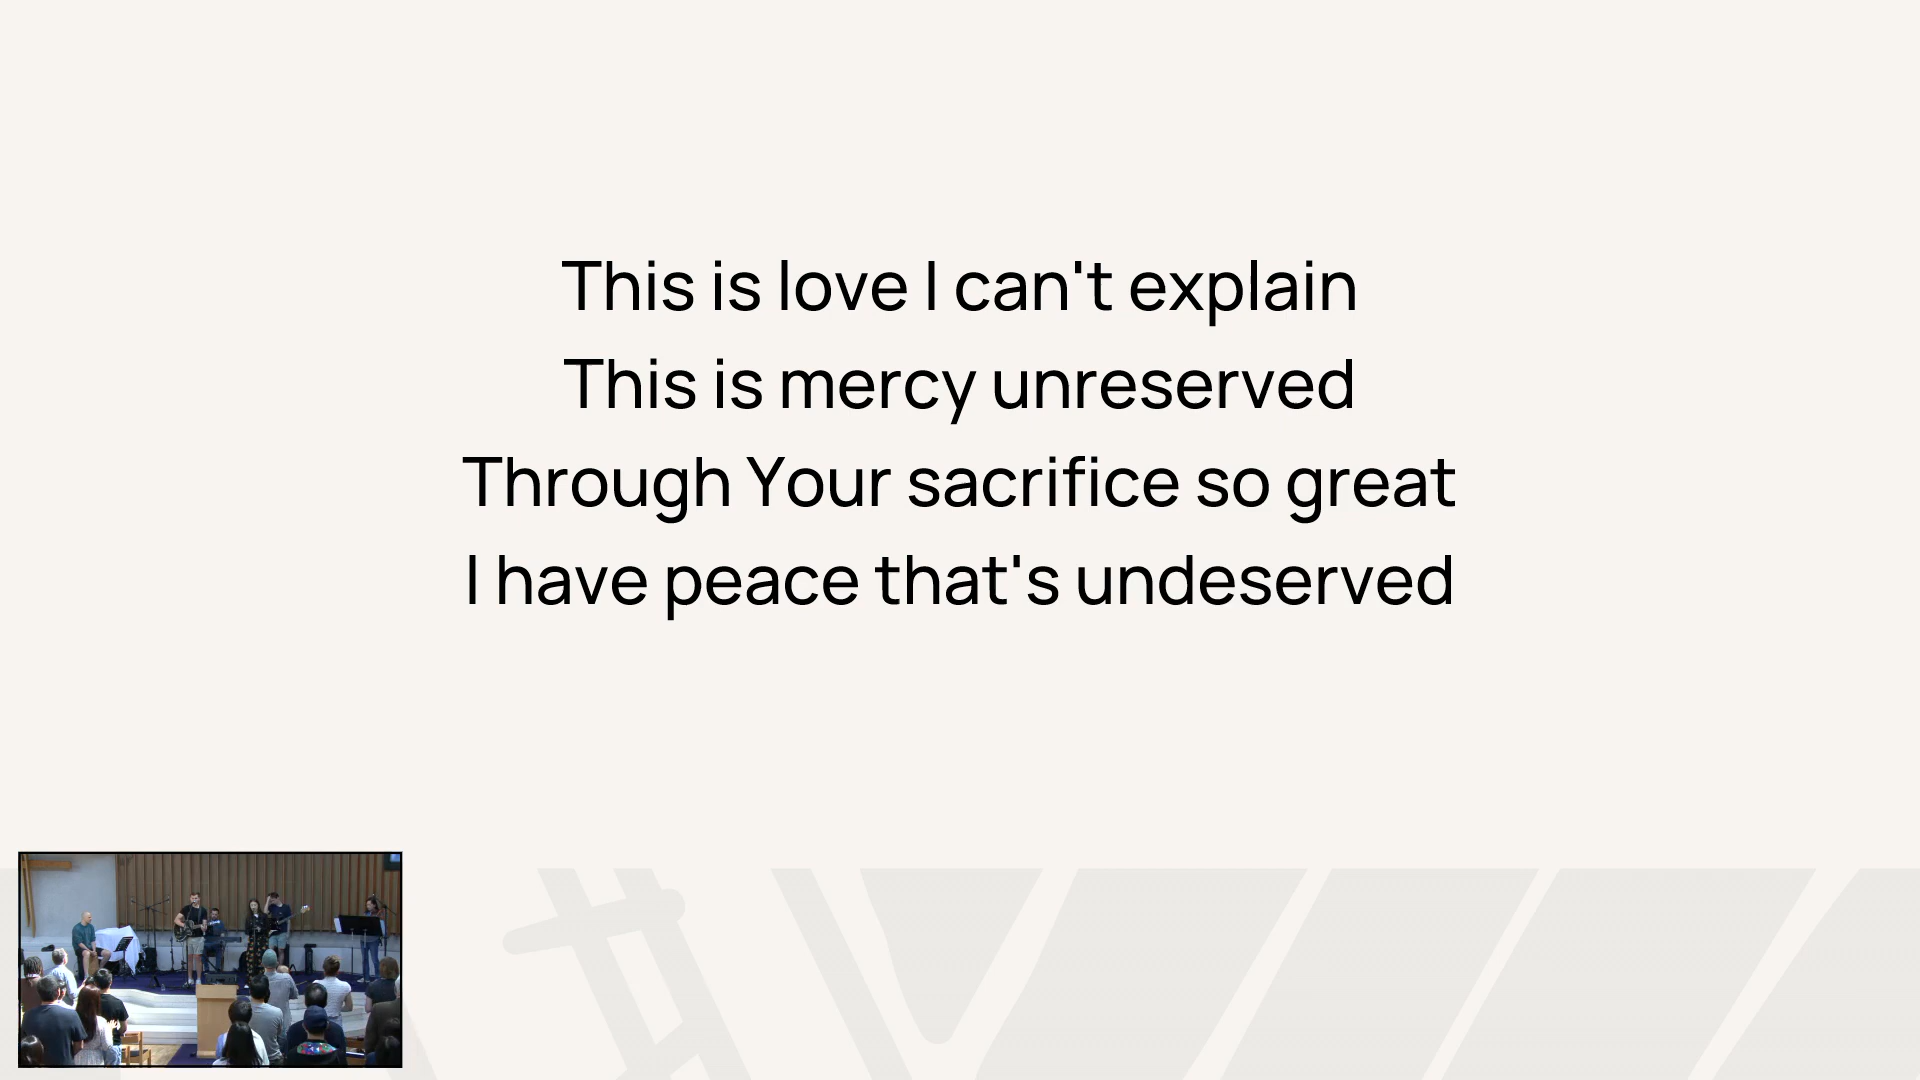 This is love I can't explain
This is mercy unreserved
Through Your sacrifice so great
I have peace that's undeserved